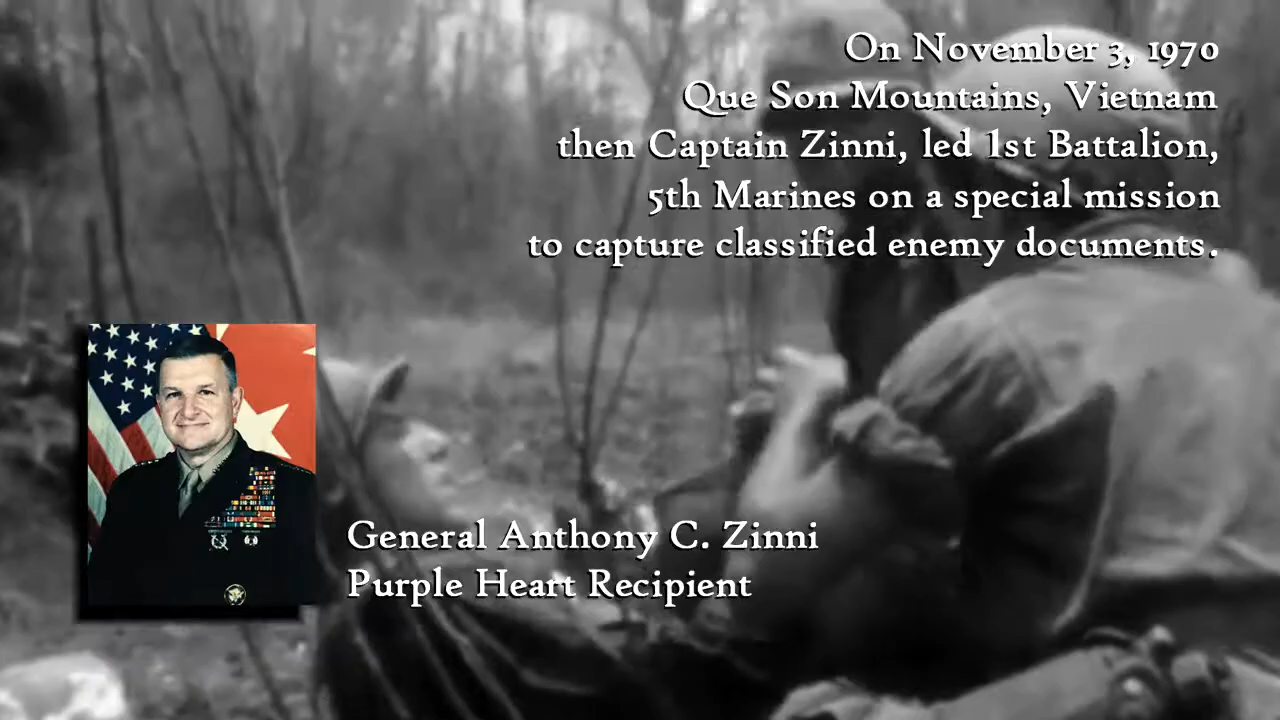 On November 3, 1970
Que Son Mountains, Vietnam
then Captain Zinni, led 1st Battalion,
5th Marines on a special mission
to capture classified enemy documents.
General Anthony C. Zinni
Purple Heart Recipient